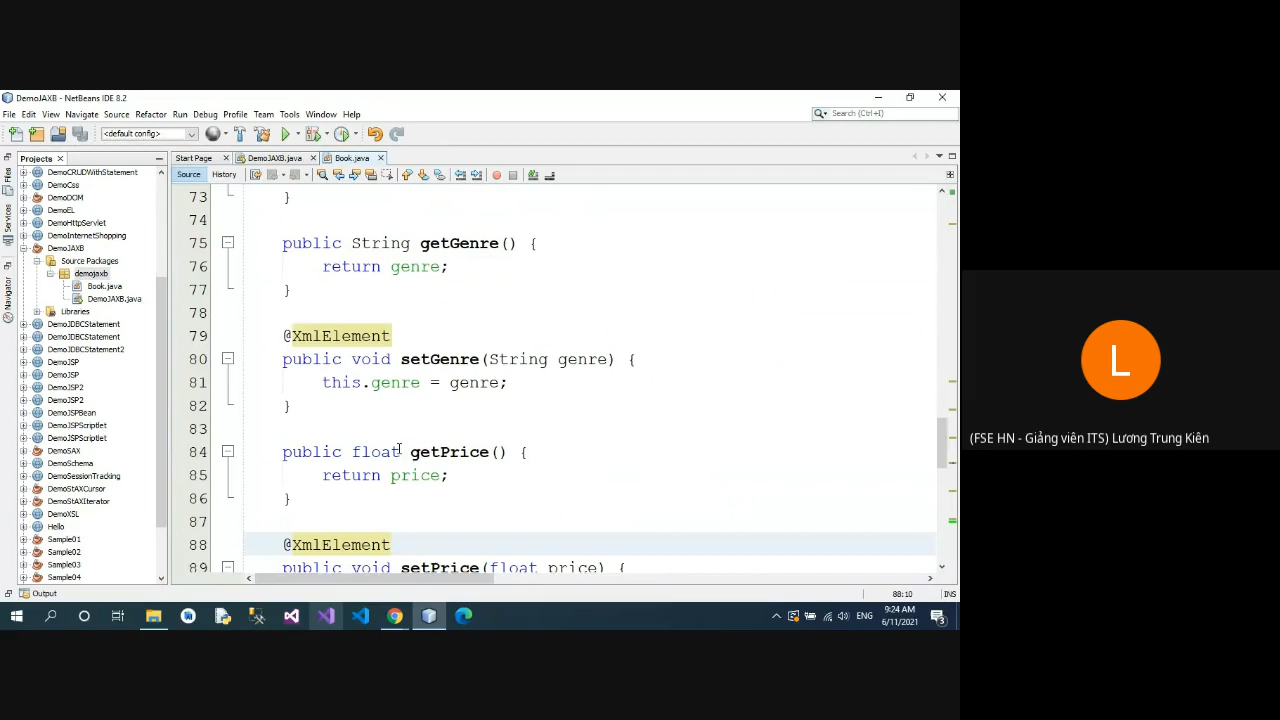 DemoJAXB - NetBeans IDE 8.2
File Edit View Navigate Source Refactor Run Debug Profile Team Tools Window Help
Search (Ctrl+I)
<default config>
Projects
Start Page
DemoJAXB.java
Book.java
Source
History
Files
Services
Navigator
DemoCRUDWithStatement
DemoCss
DemoDOM
DemoEL
DemoHttpServlet
DemoInternetShopping
DemoJAXB
Source Packages
demojaxb
Book.java
DemoJAXB.java
Libraries
DemoJDBCStatement
DemoJDBCStatement
DemoJDBCStatement2
DemoJSP
DemoJSP
DemoJSP2
DemoJSP2
DemoJSPBean
DemoJSPScriptlet
DemoJSPScriptlet
DemoSAX
DemoSchema
DemoSessionTracking
DemoStAXCursor
DemoStAXIterator
DemoXSL
Hello
Sample01
Sample02
Sample03
Sample04
73 }
74
75 public String getGenre() {
76 return genre;
77 }
78
79 @XmlElement
80 public void setGenre(String genre) {
81 this.genre = genre;
82 }
83
84 public float getPrice() {
85 return price;
86 }
87
88 @XmlElement
89 public void setPrice(float price) {
Output
88:10
INS
ENG
9:24 AM
6/11/2021
3
L
(FSE HN - Giảng viên ITS) Lương Trung Kiên